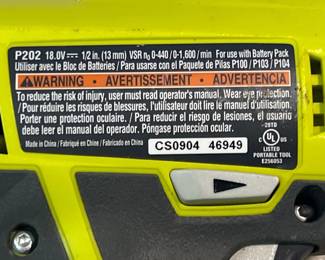 P202 18.0V⎓ 1/2 in. (13 mm) VSR n₀ 0-440 / 0-1,600 / min For use with Battery Pack
Utiliser avec le Bloc de Batteries / Para usarse con el Paquete de Pilas P100 / P103 / P104
⚠WARNING • AVERTISSEMENT • ADVERTENCIA
To reduce the risk of injury, user must read operator's manual. Wear eye protection.
/ Pour réduire les risques de blessures, l'utilisateur doit lire le manuel d'utilisation.
Porter une protection oculaire. / Para reducir el riesgo de lesiones, el usuario
debe leer el manual del operador. Póngase protección ocular.
Made in China / Fabriqué en Chine / Fabricado en China
CS0904 46949
29TD
C UL US
LISTED
PORTABLE TOOL
E256053